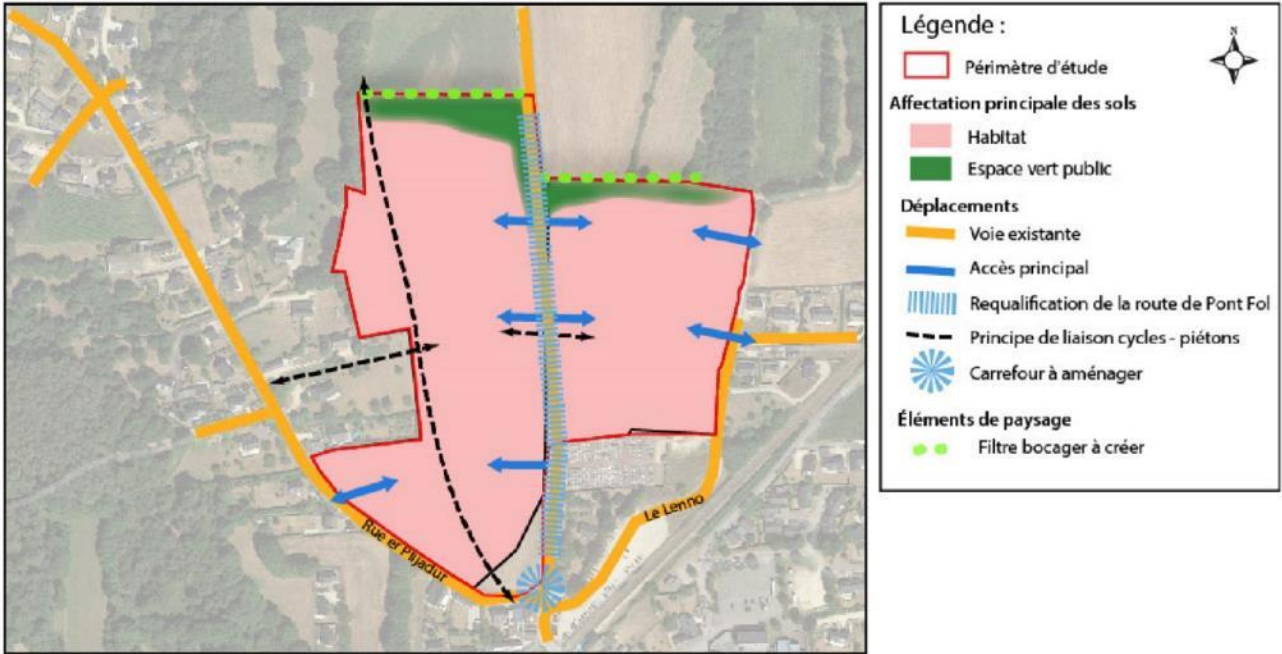 Légende :
N
Périmètre d'étude
Affectation principale des sols
Habitat
Espace vert public
Déplacements
Voie existante
Accès principal
Requalification de la route de Pont Fol
Principe de liaison cycles - piétons
Carrefour à aménager
Éléments de paysage
Filtre bocager à créer
Rue er Plijadur
Le Lenno